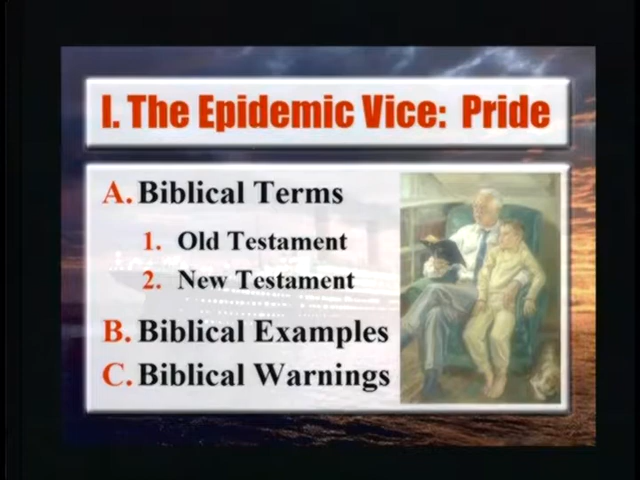 I. The Epidemic Vice: Pride
A. Biblical Terms
1. Old Testament
2. New Testament
B. Biblical Examples
C. Biblical Warnings